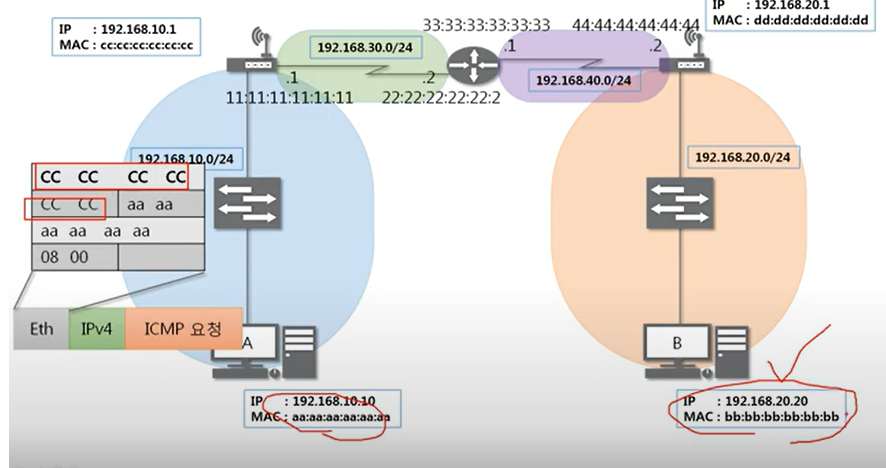 IP : 192.168.10.1
MAC : cc:cc:cc:cc:cc:cc
IP : 192.168.20.1
MAC : dd:dd:dd:dd:dd:dd
33:33:33:33:33:33
44:44:44:44:44:44
192.168.30.0/24
.1
.2
192.168.40.0/24
.1
.2
11:11:11:11:11:11
22:22:22:22:22:2
192.168.10.0/24
192.168.20.0/24
CC CC CC CC
CC CC aa aa
aa aa aa aa
08 00
Eth IPv4 ICMP 요청
A
B
IP : 192.168.10.10
MAC : aa:aa:aa:aa:aa:aa
IP : 192.168.20.20
MAC : bb:bb:bb:bb:bb:bb